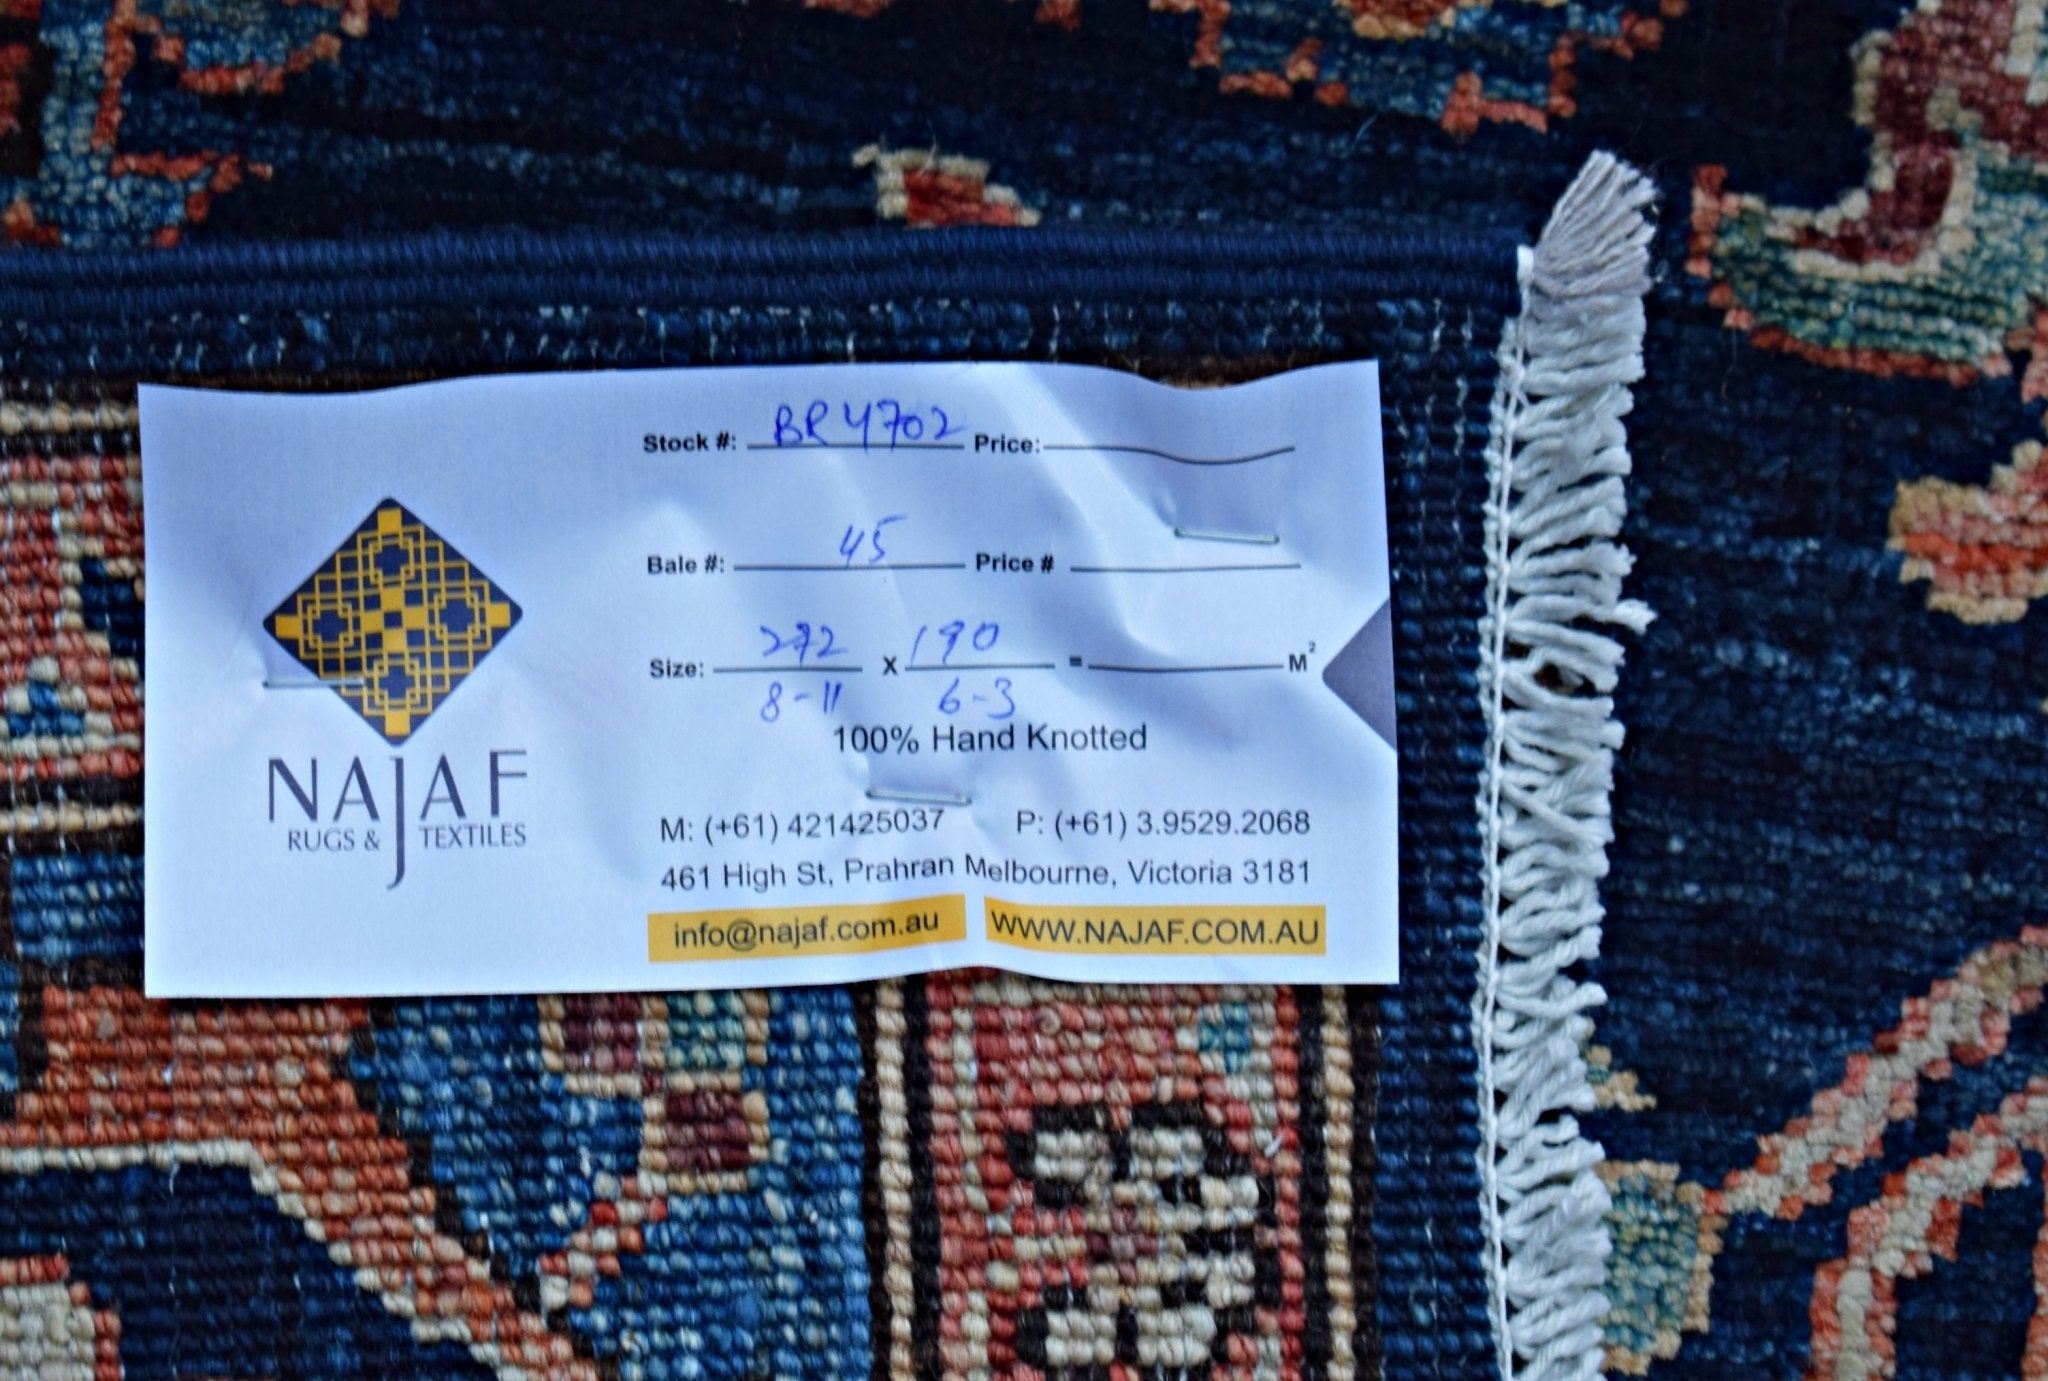 Stock #: BR 4702 Price:
Bale #: 45 Price #
Size: 272 X 190 = M²
8-11 6-3
100% Hand Knotted
NAJAF
RUGS & TEXTILES
M: (+61) 421425037 P: (+61) 3.9529.2068
461 High St, Prahran Melbourne, Victoria 3181
info@najaf.com.au WWW.NAJAF.COM.AU